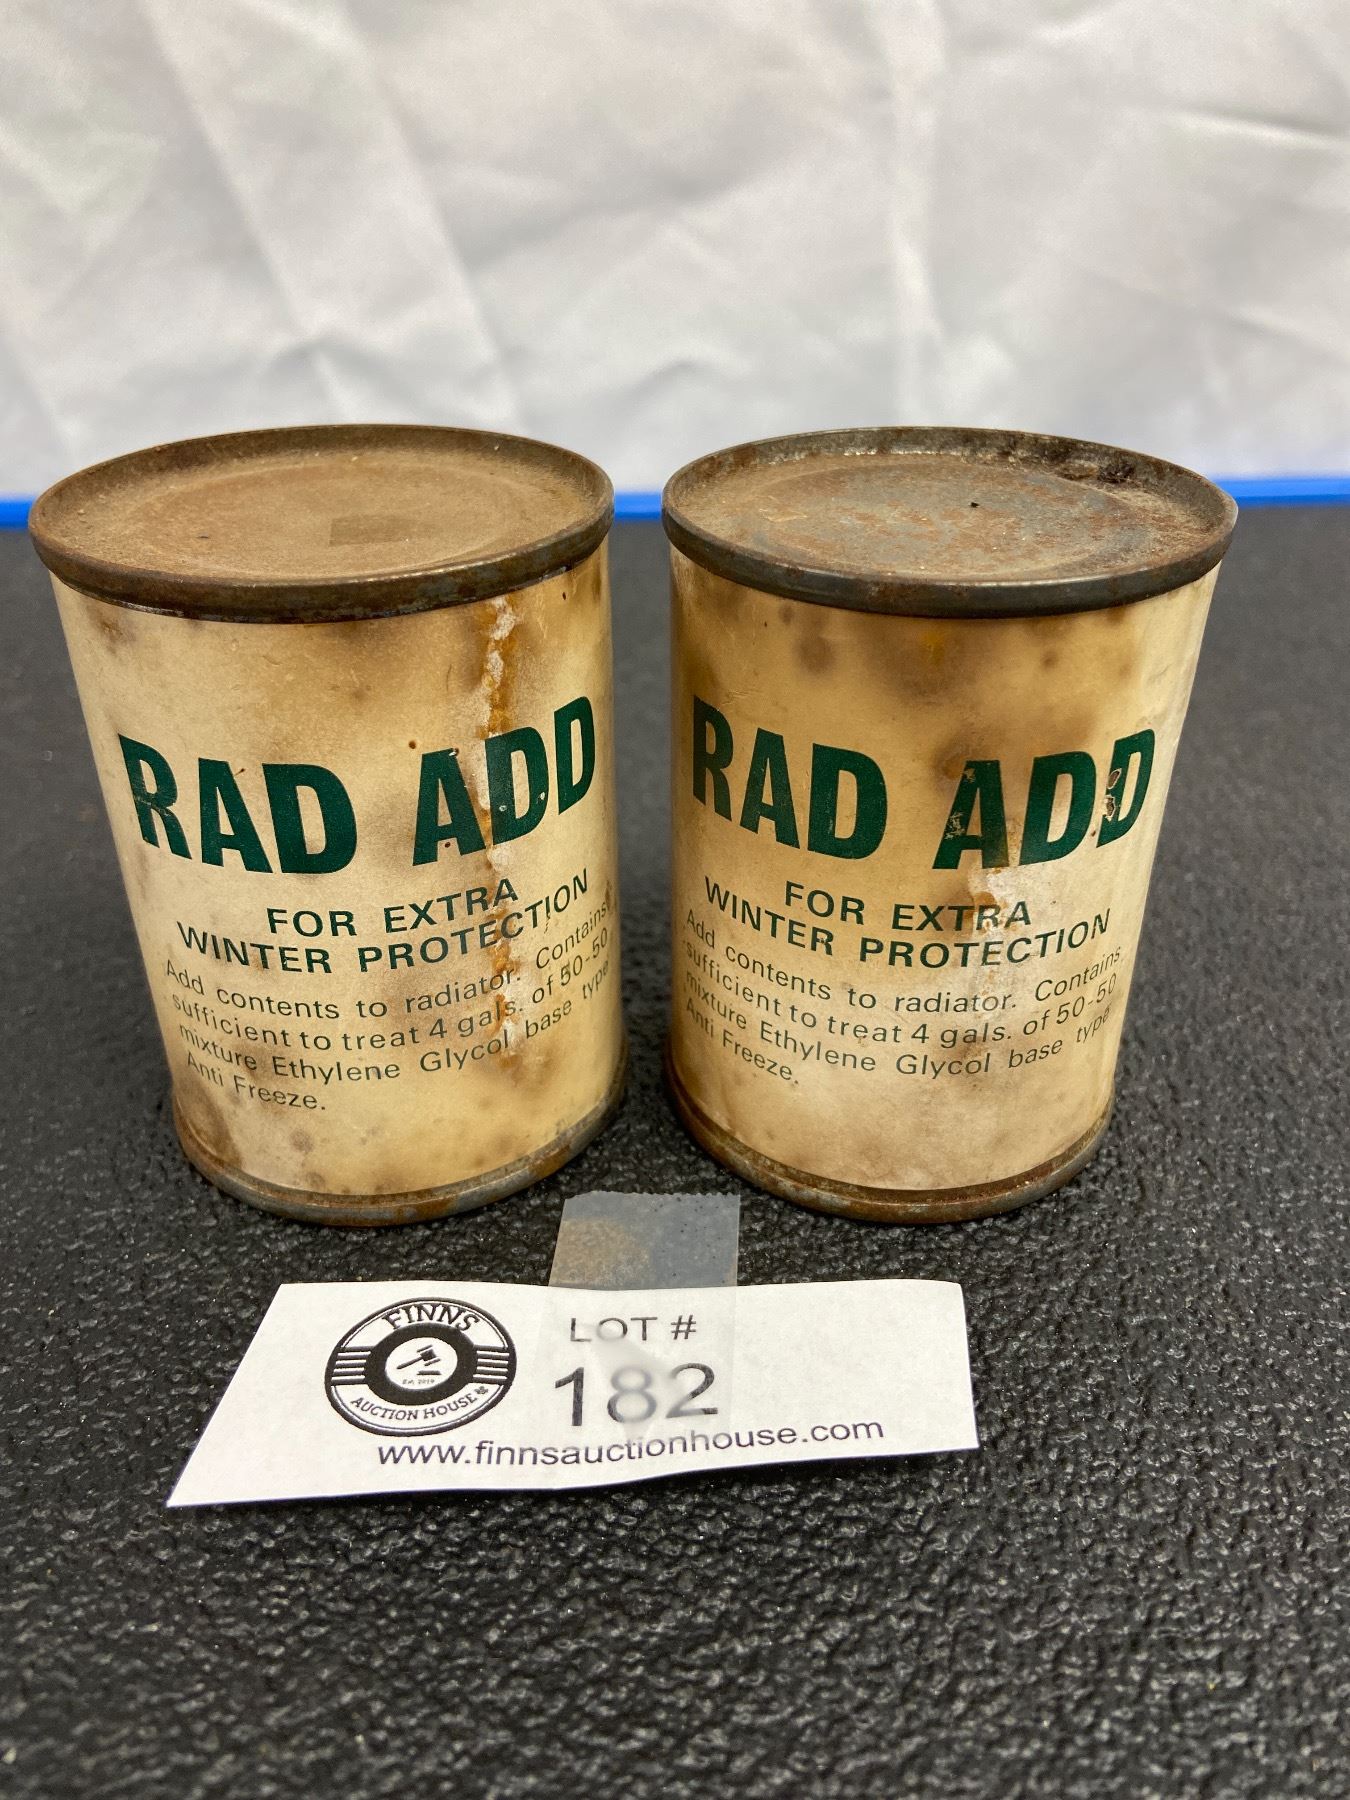 RAD ADD
FOR EXTRA
WINTER PROTECTION
Add contents to radiator. Contains
sufficient to treat 4 gals. of 50-50
mixture Ethylene Glycol base type
Anti Freeze.
RAD ADD
FOR EXTRA
WINTER PROTECTION
Add contents to radiator. Contains
sufficient to treat 4 gals. of 50-50
mixture Ethylene Glycol base type
Anti Freeze.
FINNS
EST. 2019
AUCTION HOUSE
LOT #
182
www.finnsauctionhouse.com